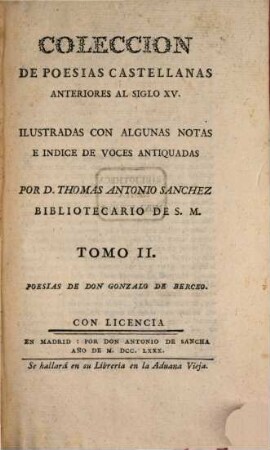 COLECCION
DE POESIAS CASTELLANAS
ANTERIORES AL SIGLO XV.
ILUSTRADAS CON ALGUNAS NOTAS
E INDICE DE VOCES ANTIQUADAS
POR D. THOMAS ANTONIO SANCHEZ
BIBLIOTECARIO DE S. M.
TOMO II.
POESIAS DE DON GONZALO DE BERCEO.
CON LICENCIA
EN MADRID : POR DON ANTONIO DE SANCHA
AÑO DE M. DCC. LXXX.
Se hallará en su Libreria en la Aduana Vieja.